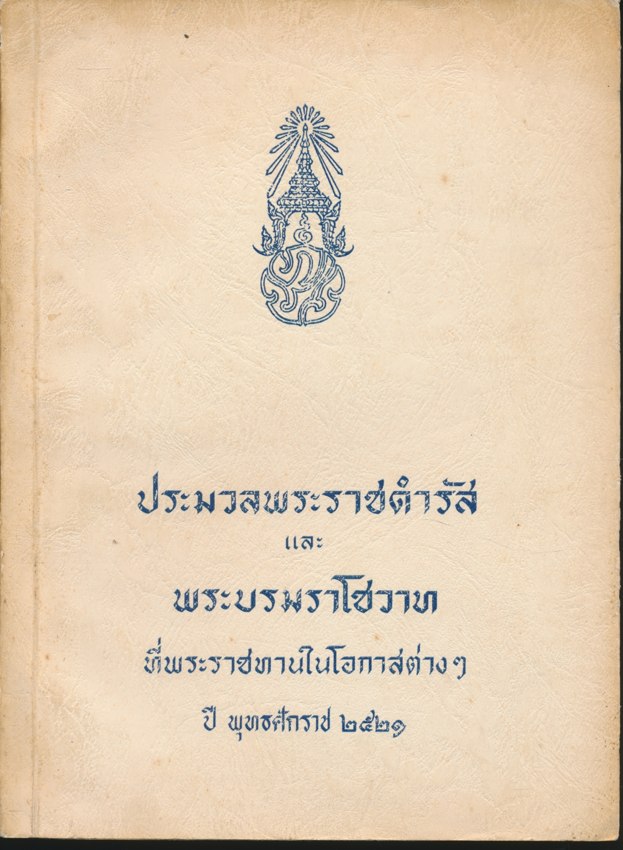 ประมวลพระราชดำรัส
และ
พระบรมราโชวาท
ที่พระราชทานในโอกาสต่างๆ
ปี พุทธศักราช ๒๕๒๑